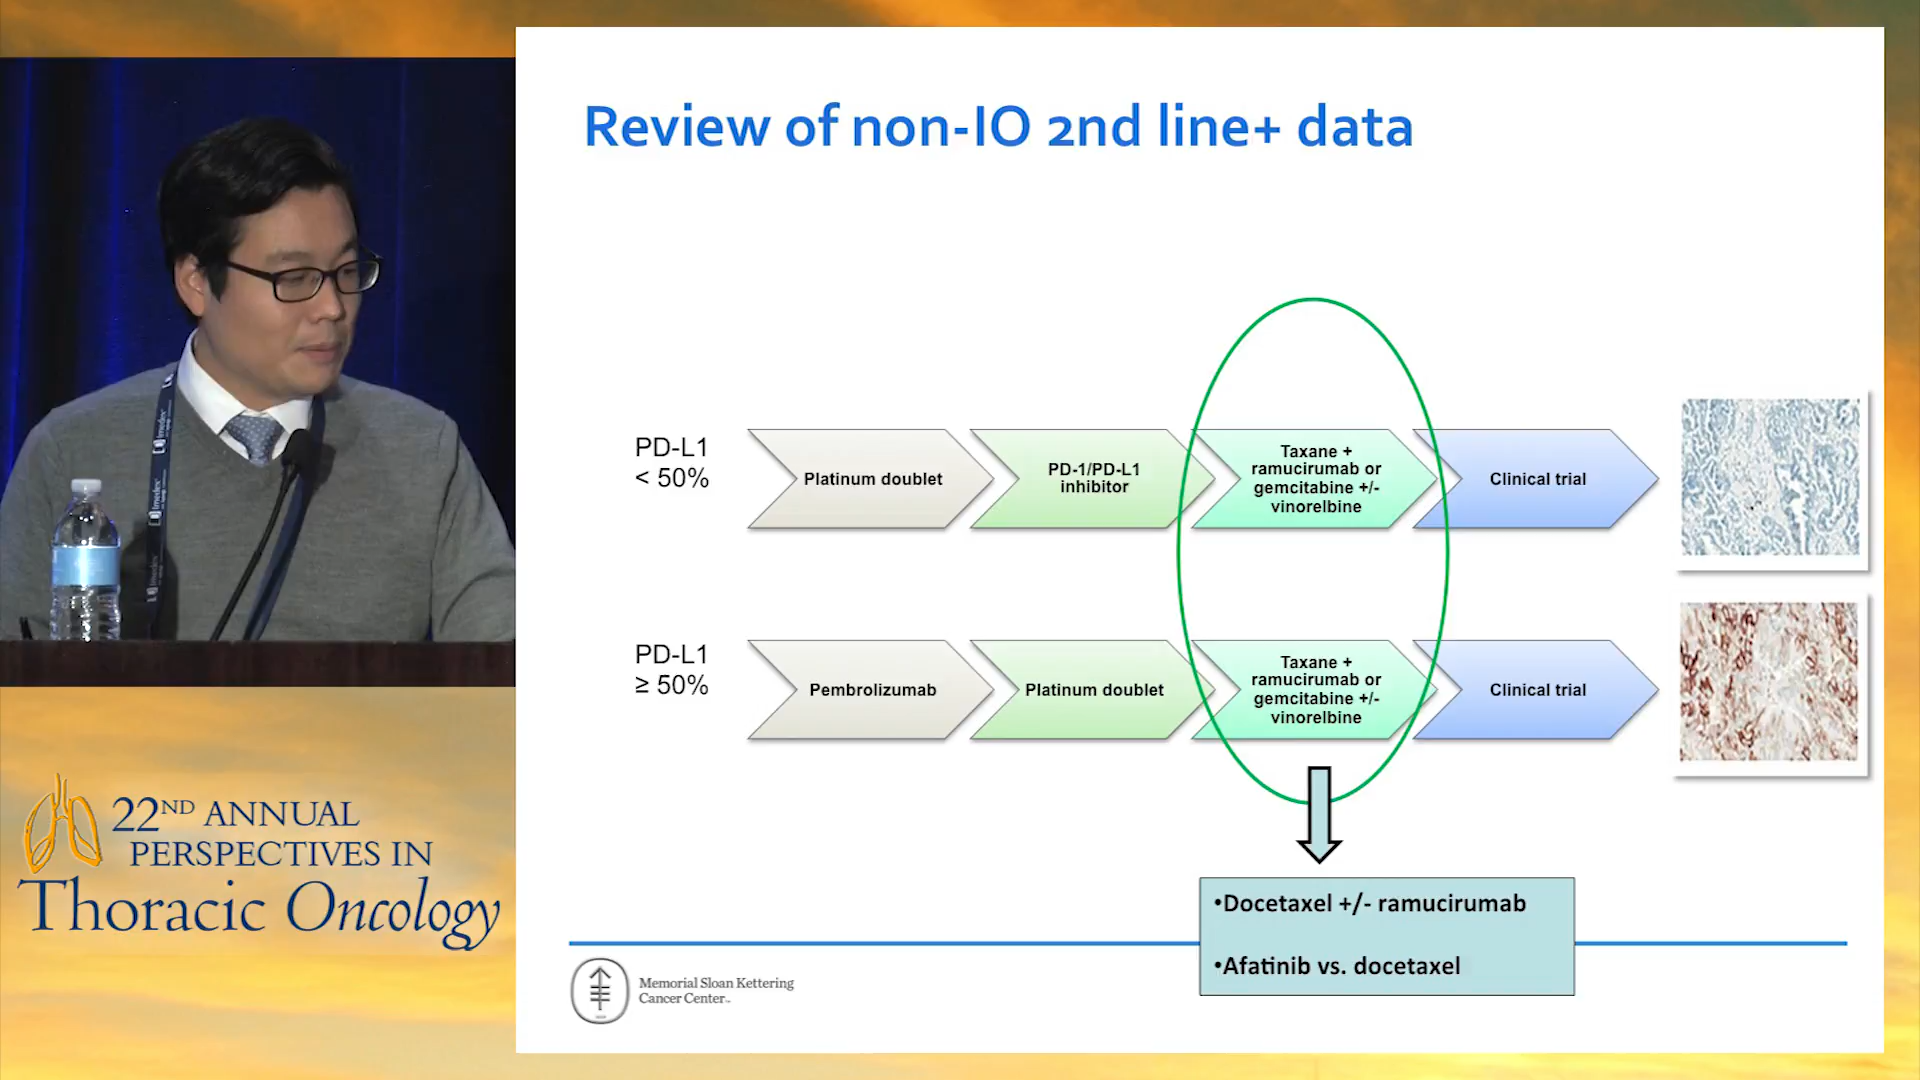 Review of non-IO 2nd line+ data
PD-L1
< 50%
Platinum doublet
PD-1/PD-L1
inhibitor
Taxane +
ramucirumab or
gemcitabine +/-
vinorelbine
Clinical trial
PD-L1
≥ 50%
Pembrolizumab
Platinum doublet
Taxane +
ramucirumab or
gemcitabine +/-
vinorelbine
Clinical trial
•Docetaxel +/- ramucirumab
•Afatinib vs. docetaxel
Memorial Sloan Kettering
Cancer Center
22ND ANNUAL
PERSPECTIVES IN
Thoracic Oncology
imedex
imedex